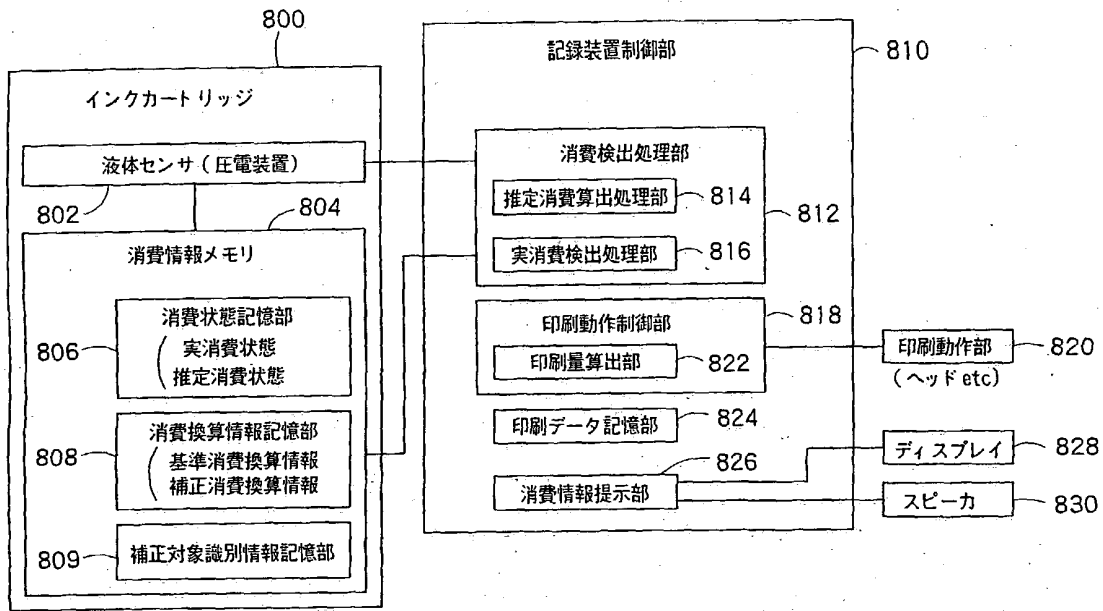 800
インクカートリッジ
液体センサ(圧電装置)
802
804
消費情報メモリ
消費状態記憶部
806
実消費状態
推定消費状態
消費換算情報記憶部
808
基準消費換算情報
補正消費換算情報
809
補正対象識別情報記憶部
記録装置制御部
810
消費検出処理部
推定消費算出処理部
814
812
実消費検出処理部
816
印刷動作制御部
818
印刷量算出部
822
印刷動作部
820
(ヘッドetc)
印刷データ記憶部
824
826
消費情報提示部
ディスプレイ
828
スピーカ
830